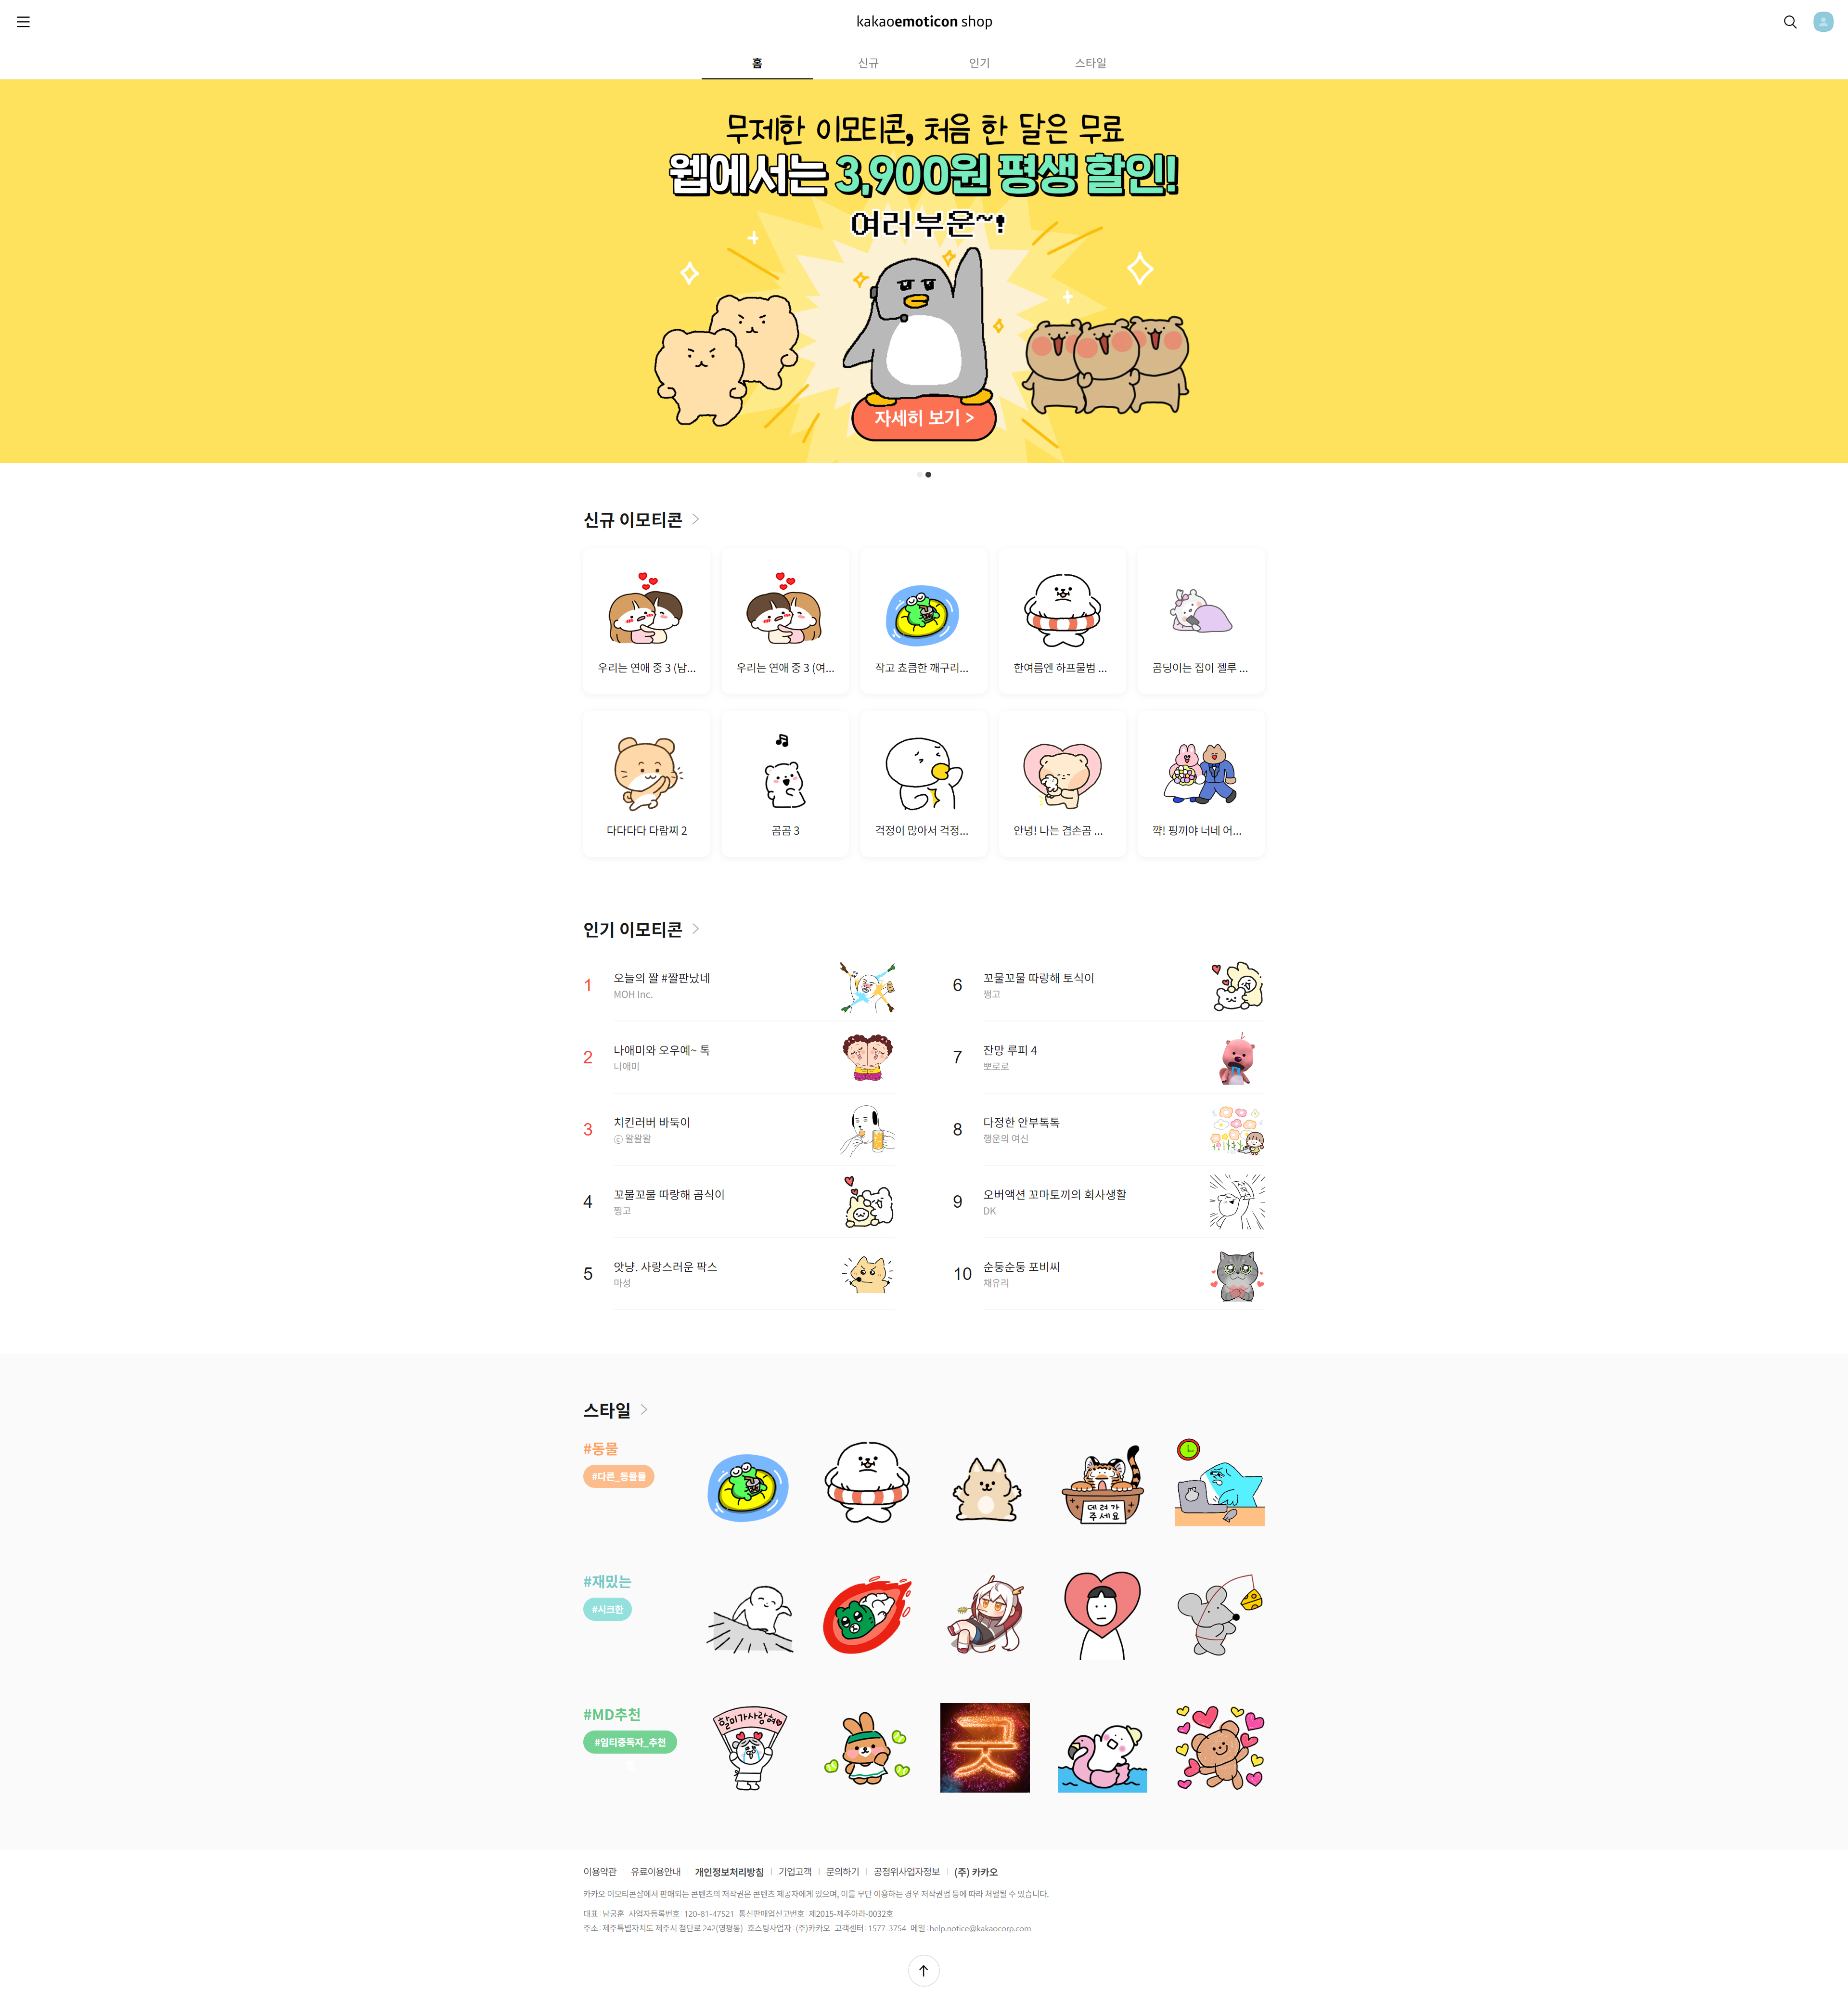 kakaoemoticon shop
홈
신규
인기
스타일
무제한 이모티콘, 처음 한 달은 무료
웹에서는 3,900원 평생 할인!
여러부운~!
자세히 보기 >
신규 이모티콘
우리는 연애 중 3 (남...
우리는 연애 중 3 (여...
작고 쵸큼한 깨구리...
한여름엔 하프물범 ...
곰딩이는 집이 젤루 ...
다다다다 다람찌 2
곰곰 3
걱정이 많아서 걱정...
안녕! 나는 겸손곰 ...
꺅! 핑끼야 너네 어...
인기 이모티콘
1
오늘의 짤 #짤판났네
MOH Inc.
2
나애미와 오우예~ 톡
나애미
3
치킨러버 바둑이
ⓒ 왈왈왈
4
꼬물꼬물 따랑해 곰식이
쩡고
5
앗냥. 사랑스러운 팍스
마성
6
꼬물꼬물 따랑해 토식이
쩡고
7
잔망 루피 4
뽀로로
8
다정한 안부톡톡
행운의 여신
9
오버액션 꼬마토끼의 회사생활
DK
10
순둥순둥 포비씨
채유리
스타일
#동물
#다른_동물들
데려가
주세요
#재밌는
#시크한
#MD추천
#임티중독자_추천
할미가사랑혀
굿
이용약관
유료이용안내
개인정보처리방침
기업고객
문의하기
공정위사업자정보
(주) 카카오
카카오 이모티콘샵에서 판매되는 콘텐츠의 저작권은 콘텐츠 제공자에게 있으며, 이를 무단 이용하는 경우 저작권법 등에 따라 처벌될 수 있습니다.
대표 : 남궁훈 사업자등록번호 : 120-81-47521 통신판매업신고번호 : 제2015-제주아라-0032호
주소 : 제주특별자치도 제주시 첨단로 242(영평동) 호스팅사업자 : (주)카카오 고객센터 : 1577-3754 메일 : help.notice@kakaocorp.com